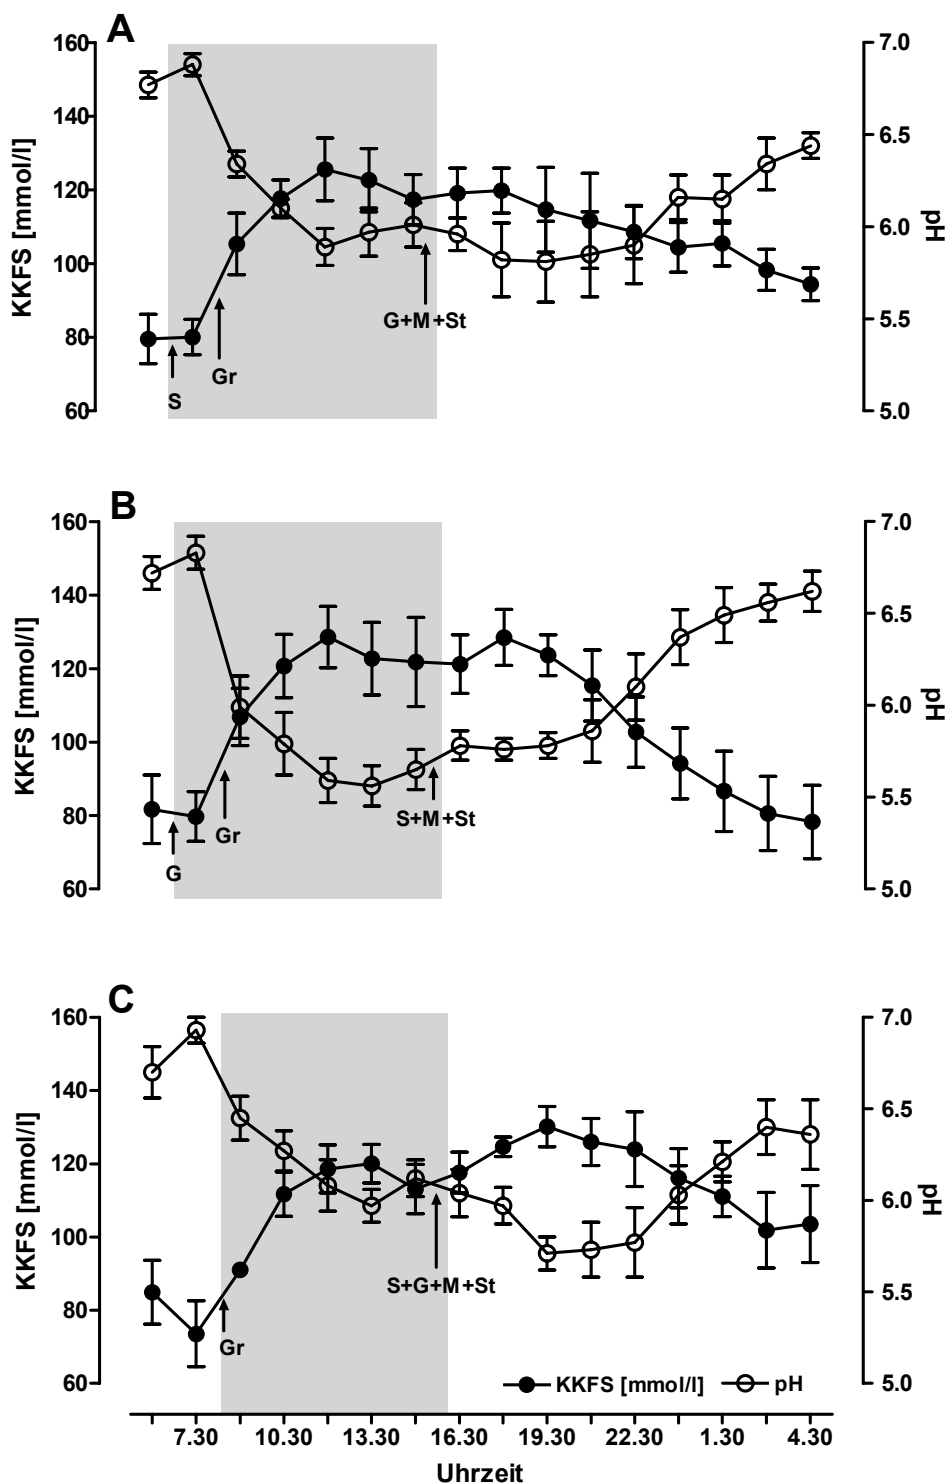 A
160
140
120
100
80
60
KKFS [mmol/l]
7.0
6.5
6.0
5.5
5.0
pH
S
Gr
G+M+St
B
160
140
120
100
80
60
KKFS [mmol/l]
7.0
6.5
6.0
5.5
5.0
pH
G
Gr
S+M+St
C
160
140
120
100
80
60
KKFS [mmol/l]
7.0
6.5
6.0
5.5
5.0
pH
Gr
S+G+M+St
KKFS [mmol/l] pH
7.30 10.30 13.30 16.30 19.30 22.30 1.30 4.30
Uhrzeit